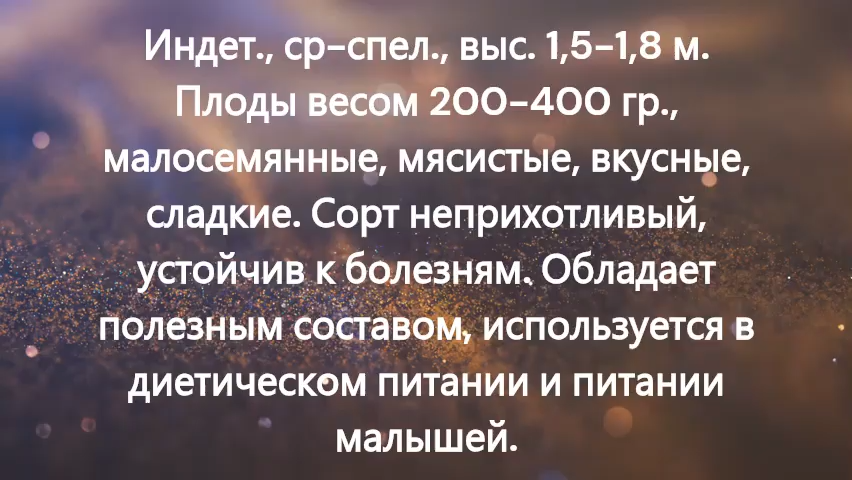 Индет., ср-спел., выс. 1,5-1,8 м.
Плоды весом 200-400 гр.,
малосемянные, мясистые, вкусные,
сладкие. Сорт неприхотливый,
устойчив к болезням. Обладает
полезным составом, используется в
диетическом питании и питании
малышей.